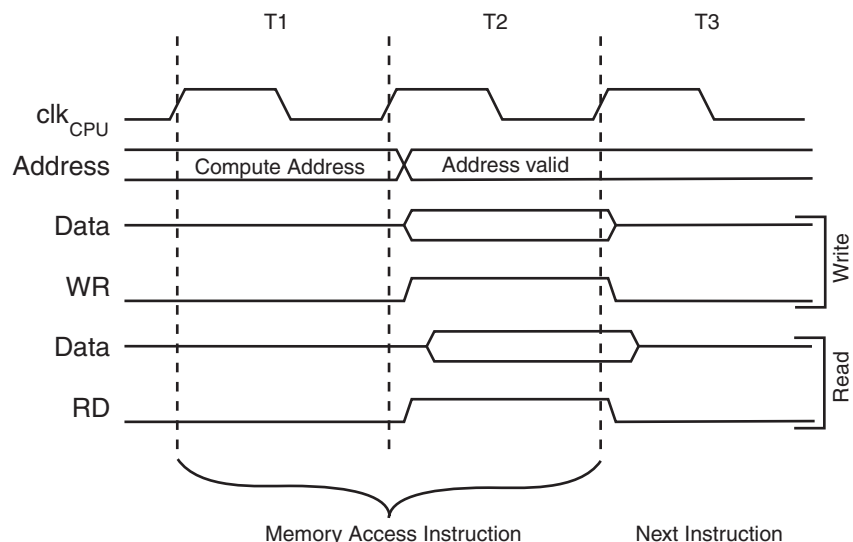 T1 T2 T3
clkCPU
Address Compute Address Address valid
Data
WR
Write
Data
RD
Read
Memory Access Instruction Next Instruction